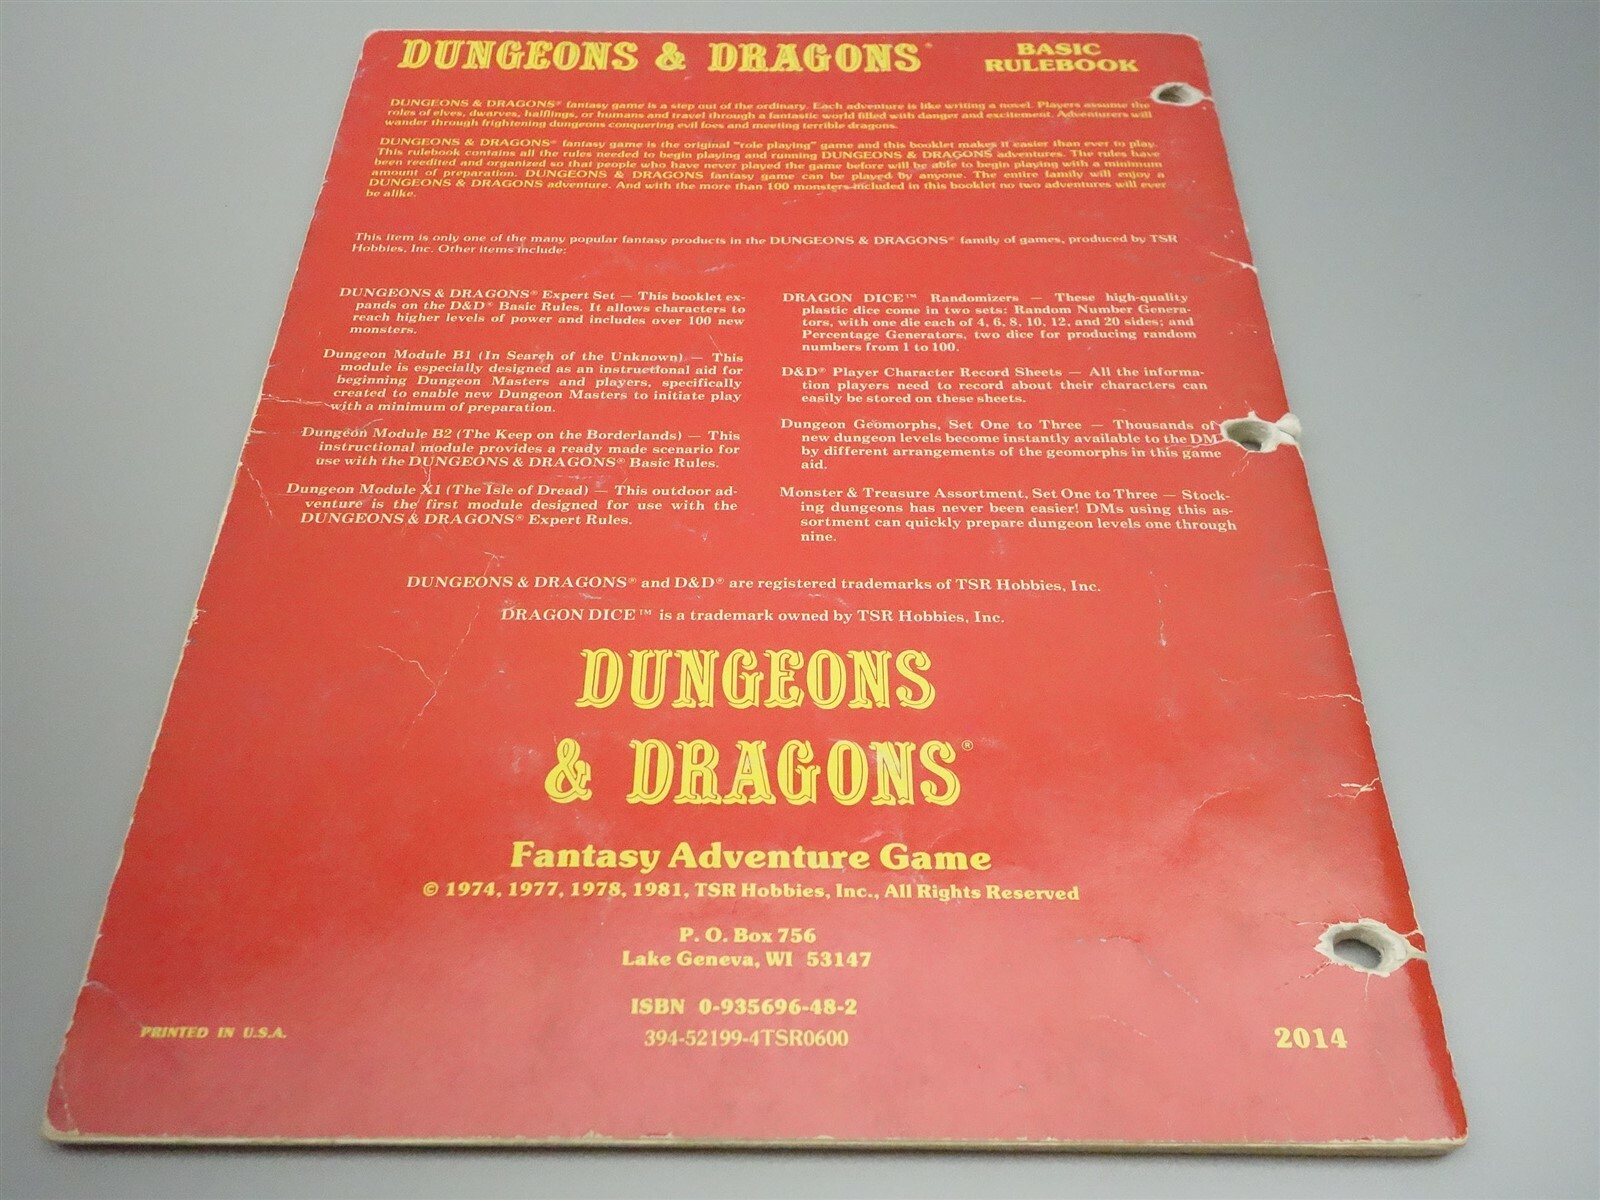 DUNGEONS & DRAGONS®
BASIC
RULEBOOK
DUNGEONS & DRAGONS® fantasy game is a step out of the ordinary. Each adventure is like writing a novel. Players assume the
roles of elves, dwarves, halflings, or humans and travel through a fantastic world filled with danger and excitement. Adventurers will
wander through frightening dungeons conquering evil foes and meeting terrible dragons.
DUNGEONS & DRAGONS® fantasy game is the original "role playing" game and this booklet makes it easier than ever to play.
This rulebook contains all the rules needed to begin playing and running DUNGEONS & DRAGONS adventures. The rules have
been reedited and organized so that people who have never played the game before will be able to begin playing with a minimum
amount of preparation. DUNGEONS & DRAGONS fantasy game can be played by anyone. The entire family will enjoy a
DUNGEONS & DRAGONS adventure. And with the more than 100 monsters included in this booklet no two adventures will ever
be alike.
This item is only one of the many popular fantasy products in the DUNGEONS & DRAGONS® family of games, produced by TSR
Hobbies, Inc. Other items include:
DUNGEONS & DRAGONS® Expert Set — This booklet ex-
pands on the D&D® Basic Rules. It allows characters to
reach higher levels of power and includes over 100 new
monsters.
Dungeon Module B1 (In Search of the Unknown) — This
module is especially designed as an instructional aid for
beginning Dungeon Masters and players, specifically
created to enable new Dungeon Masters to initiate play
with a minimum of preparation.
Dungeon Module B2 (The Keep on the Borderlands) — This
instructional module provides a ready made scenario for
use with the DUNGEONS & DRAGONS® Basic Rules.
Dungeon Module X1 (The Isle of Dread) — This outdoor ad-
venture is the first module designed for use with the
DUNGEONS & DRAGONS® Expert Rules.
DRAGON DICE™ Randomizers — These high-quality
plastic dice come in two sets: Random Number Genera-
tors, with one die each of 4, 6, 8, 10, 12, and 20 sides; and
Percentage Generators, two dice for producing random
numbers from 1 to 100.
D&D® Player Character Record Sheets — All the informa-
tion players need to record about their characters can
easily be stored on these sheets.
Dungeon Geomorphs, Set One to Three — Thousands of
new dungeon levels become instantly available to the DM
by different arrangements of the geomorphs in this game
aid.
Monster & Treasure Assortment, Set One to Three — Stock-
ing dungeons has never been easier! DMs using this as-
sortment can quickly prepare dungeon levels one through
nine.
DUNGEONS & DRAGONS® and D&D® are registered trademarks of TSR Hobbies, Inc.
DRAGON DICE™ is a trademark owned by TSR Hobbies, Inc.
DUNGEONS
& DRAGONS®
Fantasy Adventure Game
© 1974, 1977, 1978, 1981, TSR Hobbies, Inc., All Rights Reserved
P. O. Box 756
Lake Geneva, WI 53147
ISBN 0-935696-48-2
394-52199-4TSR0600
PRINTED IN U.S.A.
2014